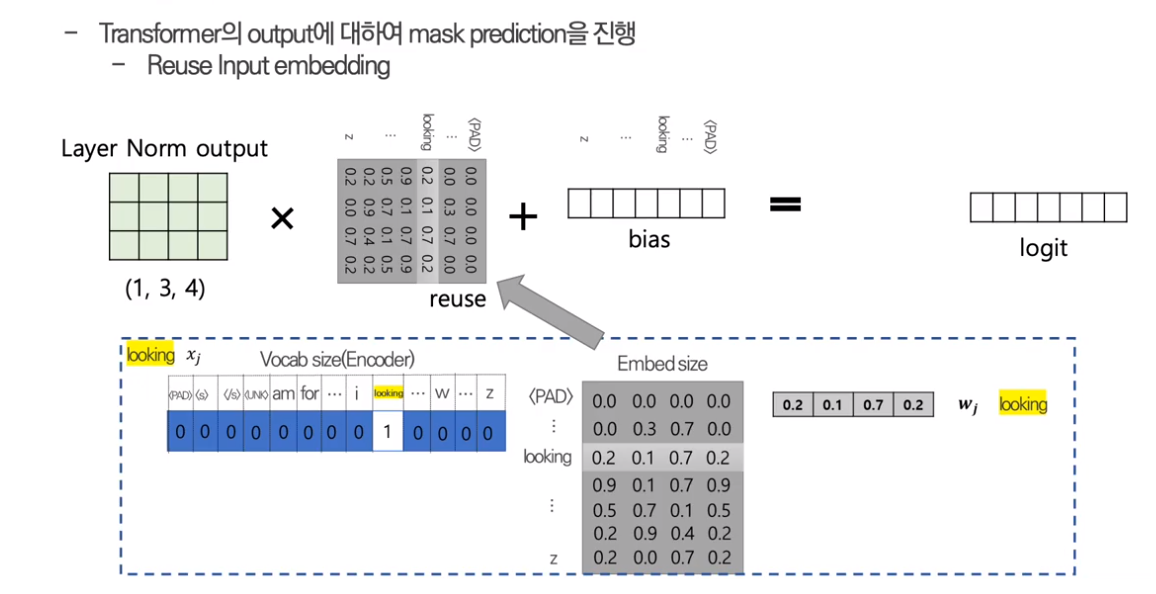 - Transformer의 output에 대하여 mask prediction을 진행
- Reuse Input embedding
z ... looking ... ⟨PAD⟩
z ... looking ... ⟨PAD⟩
Layer Norm output
0.2 0.2 0.5 0.9 0.2 0.0 0.0
0.0 0.9 0.7 0.1 0.1 0.3 0.0
0.7 0.4 0.1 0.7 0.7 0.7 0.0
0.2 0.2 0.5 0.9 0.2 0.0 0.0
× + =
bias
logit
(1, 3, 4)
reuse
looking xj
Vocab size(Encoder)
Embed size
⟨PAD⟩ ⟨s⟩ ⟨/s⟩ ⟨UNK⟩ am for ... i looking ... w ... z
0 0 0 0 0 0 0 0 1 0 0 0 0
⟨PAD⟩ 0.0 0.0 0.0 0.0
⋮ 0.0 0.3 0.7 0.0
looking 0.2 0.1 0.7 0.2
0.9 0.1 0.7 0.9
⋮ 0.5 0.7 0.1 0.5
0.2 0.9 0.4 0.2
z 0.2 0.0 0.7 0.2
0.2 0.1 0.7 0.2 wj looking